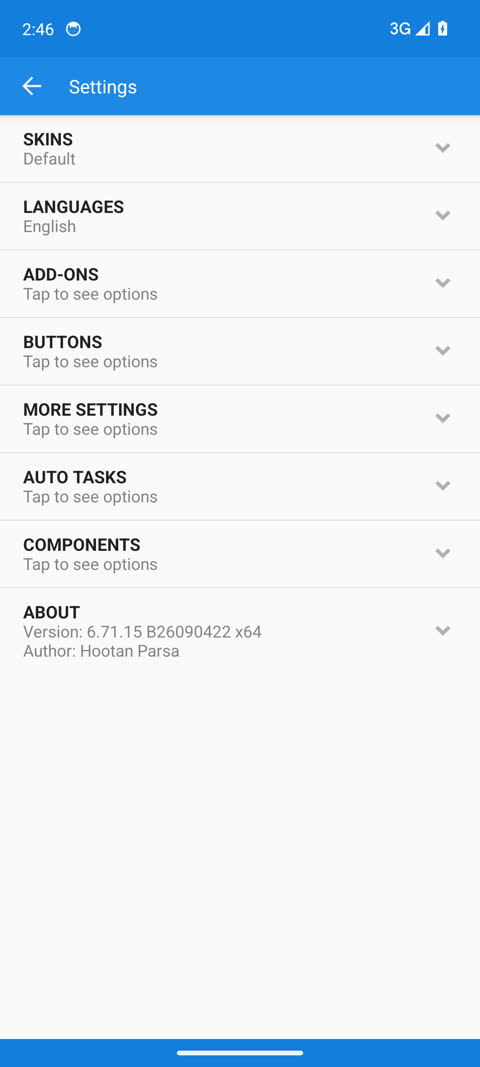 2:46
3G
Settings
SKINS
Default
LANGUAGES
English
ADD-ONS
Tap to see options
BUTTONS
Tap to see options
MORE SETTINGS
Tap to see options
AUTO TASKS
Tap to see options
COMPONENTS
Tap to see options
ABOUT
Version: 6.71.15 B26090422 x64
Author: Hootan Parsa